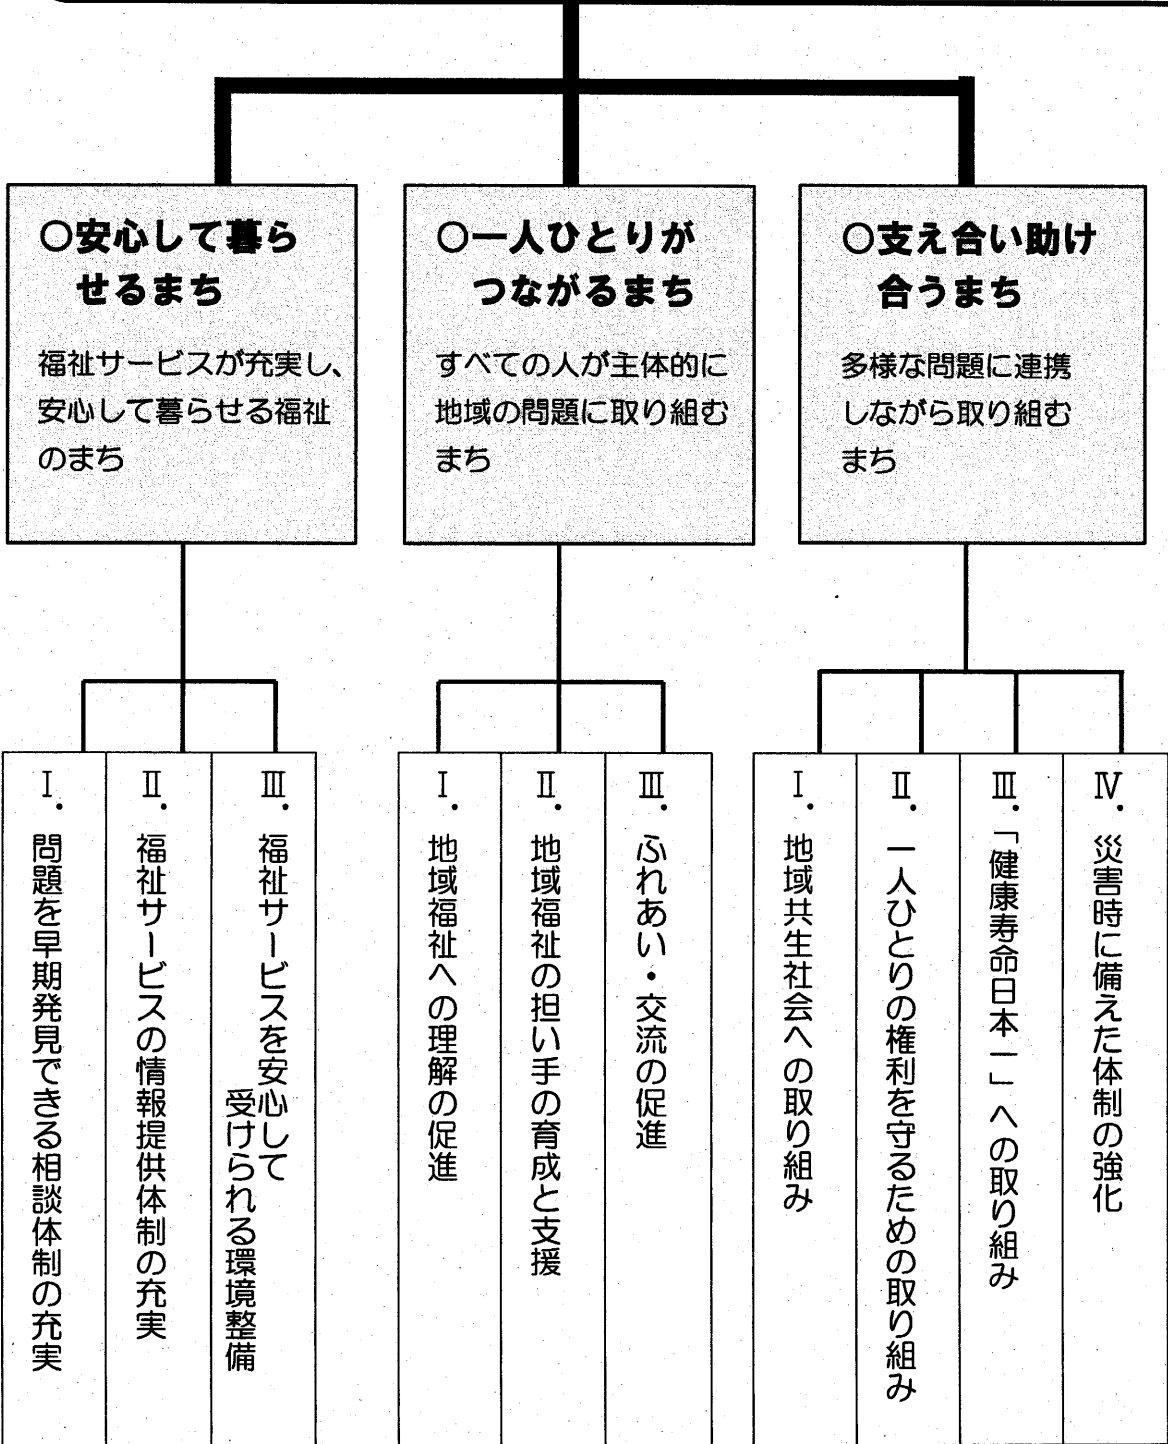 ○安心して暮ら
せるまち
福祉サービスが充実し、
安心して暮らせる福祉
のまち
○一人ひとりが
つながるまち
すべての人が主体的に
地域の問題に取り組む
まち
○支え合い助け
合うまち
多様な問題に連携
しながら取り組む
まち
Ⅰ．問題を早期発見できる相談体制の充実
Ⅱ．福祉サービスの情報提供体制の充実
Ⅲ．福祉サービスを安心して
受けられる環境整備
Ⅰ．地域福祉への理解の促進
Ⅱ．地域福祉の担い手の育成と支援
Ⅲ．ふれあい・交流の促進
Ⅰ．地域共生社会への取り組み
Ⅱ．一人ひとりの権利を守るための取り組み
Ⅲ．「健康寿命日本一」への取り組み
Ⅳ．災害時に備えた体制の強化